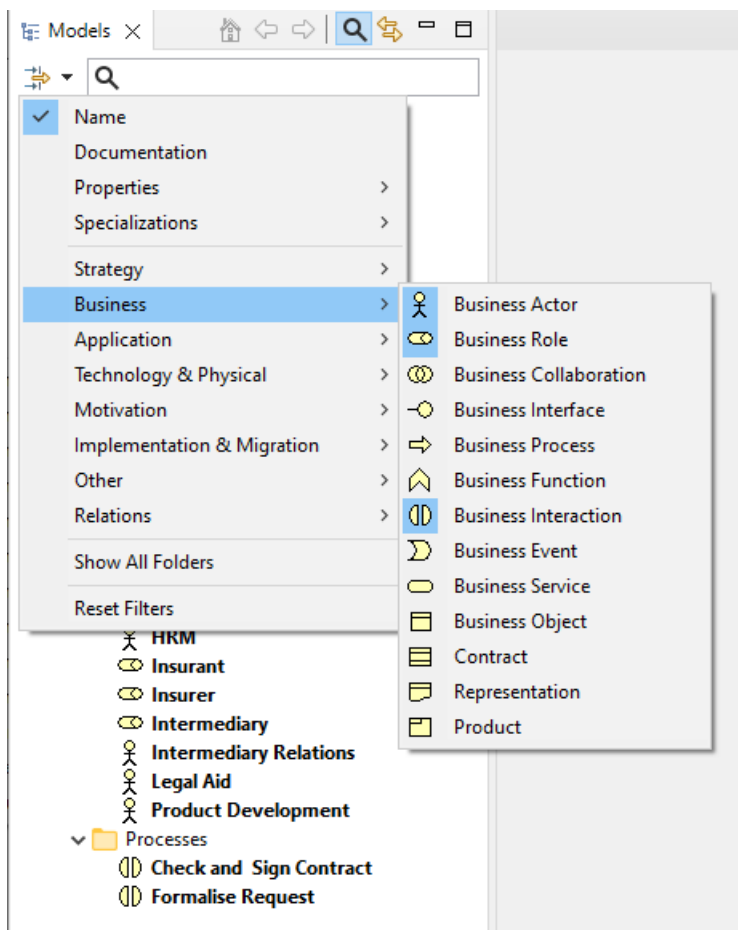 Models
Name
Documentation
Properties
Specializations
Strategy
Business
Application
Technology & Physical
Motivation
Implementation & Migration
Other
Relations
Show All Folders
Reset Filters
Business Actor
Business Role
Business Collaboration
Business Interface
Business Process
Business Function
Business Interaction
Business Event
Business Service
Business Object
Contract
Representation
Product
HRM
Insurant
Insurer
Intermediary
Intermediary Relations
Legal Aid
Product Development
Processes
Check and  Sign Contract
Formalise Request